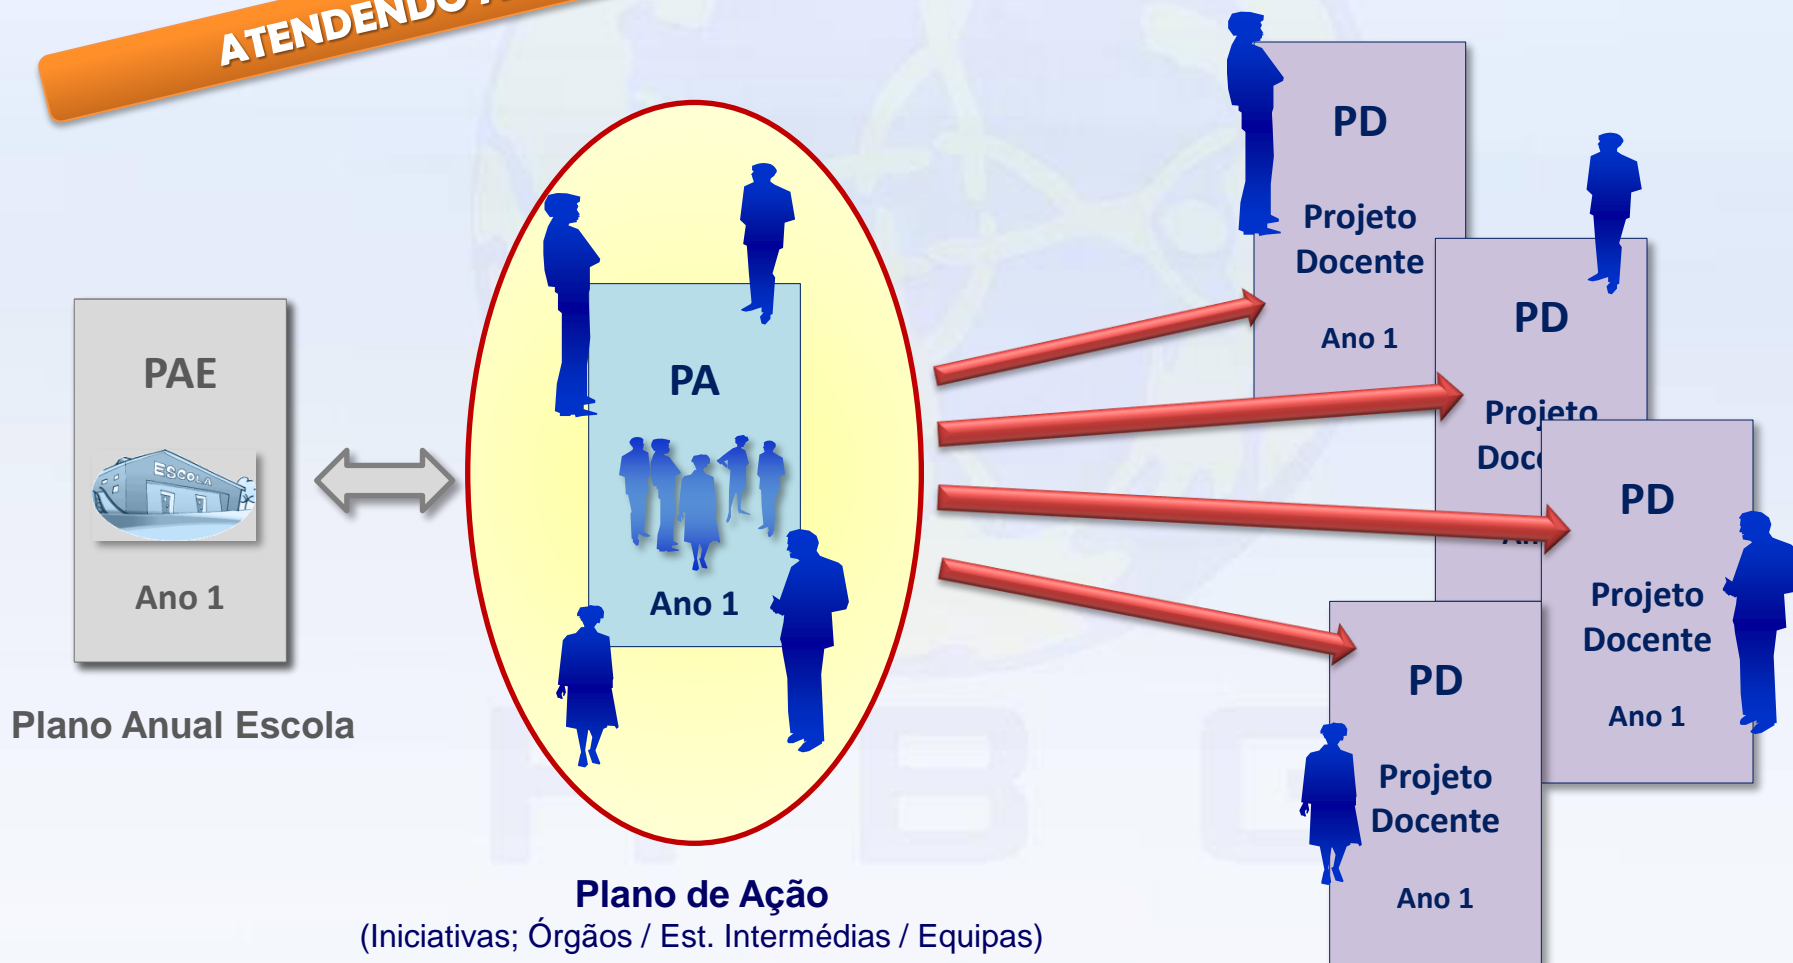 ATENDENDO
PAE
ESCOLA
Ano 1
Plano Anual Escola
PA
Ano 1
Plano de Ação
(Iniciativas; Órgãos / Est. Intermédias / Equipas)
PD
Projeto
Docente
Ano 1
PD
Projeto
PD
Projeto
Docente
Ano 1
PD
Projeto
Docente
Ano 1